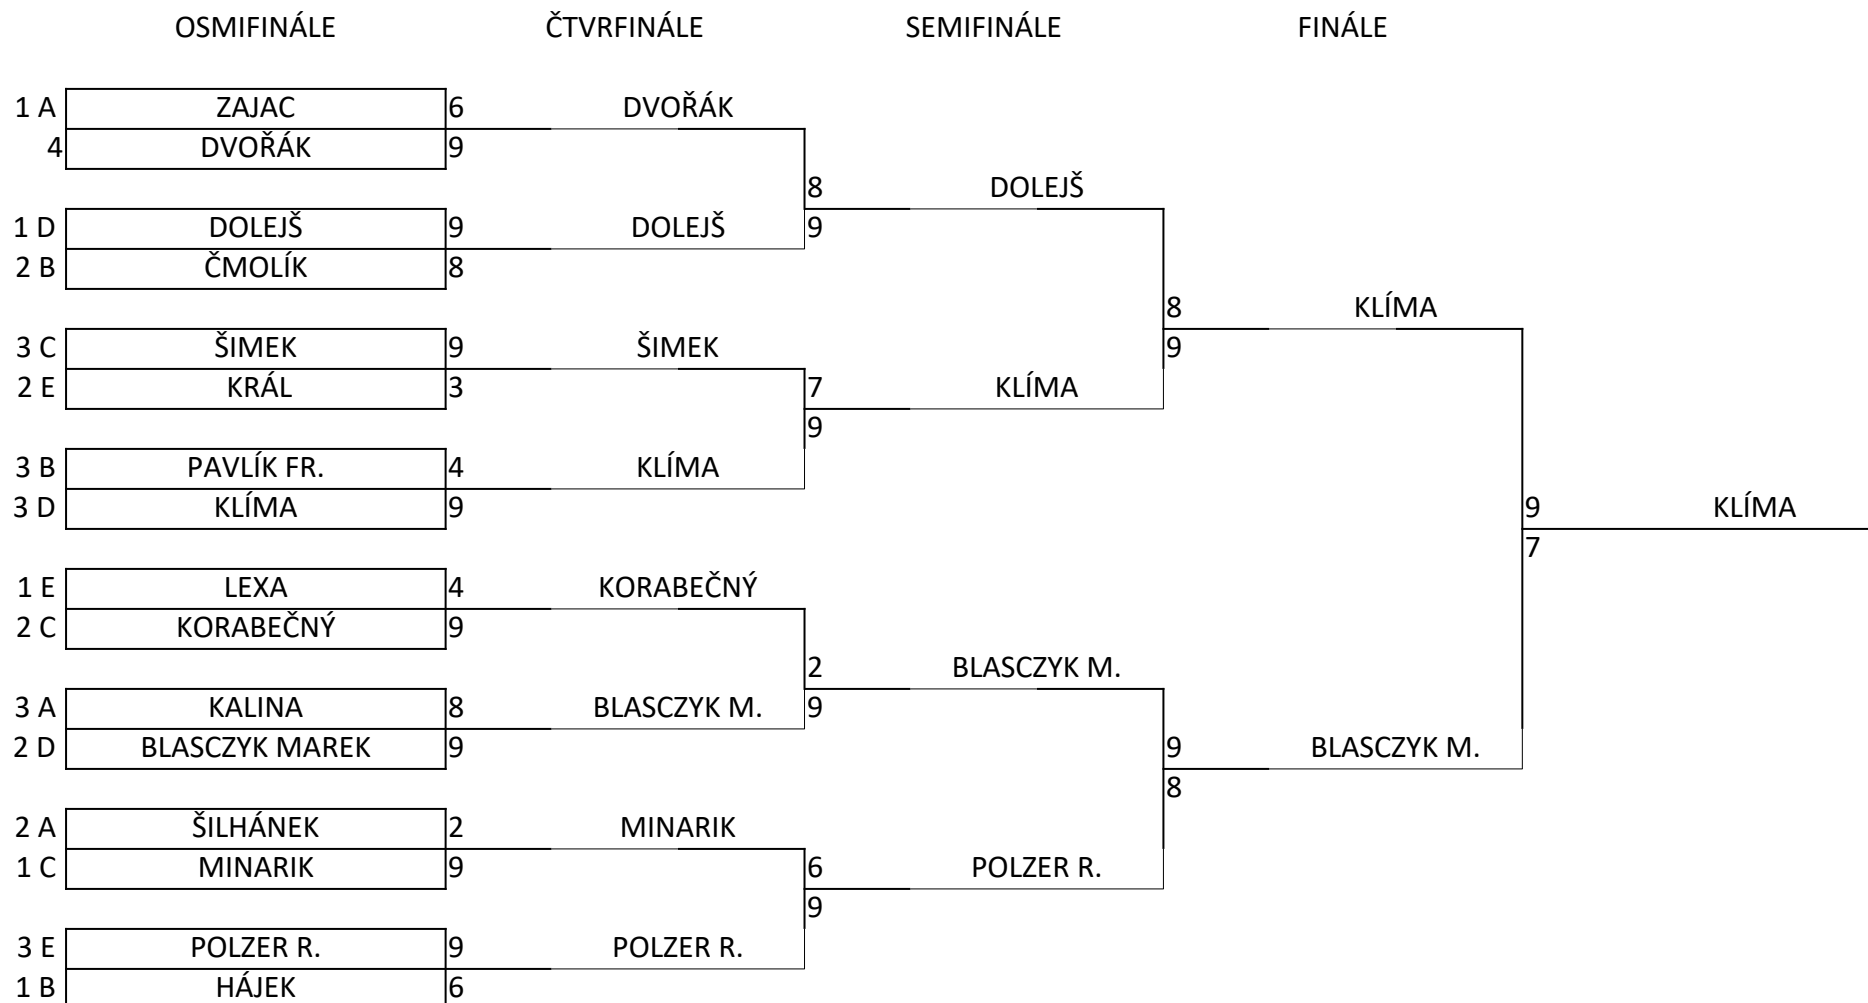 OSMIFINÁLE ČTVRFINÁLE SEMIFINÁLE FINÁLE
1 A ZAJAC 6 DVOŘÁK
4 DVOŘÁK 9
8 DOLEJŠ
1 D DOLEJŠ 9 DOLEJŠ 9
2 B ČMOLÍK 8
8 KLÍMA
3 C ŠIMEK 9 ŠIMEK 9
2 E KRÁL 3 7 KLÍMA
9
3 B PAVLÍK FR. 4 KLÍMA
3 D KLÍMA 9 9 KLÍMA
7
1 E LEXA 4 KORABEČNÝ
2 C KORABEČNÝ 9
2 BLASCZYK M.
3 A KALINA 8 BLASCZYK M. 9
2 D BLASCZYK MAREK 9 9 BLASCZYK M.
8
2 A ŠILHÁNEK 2 MINARIK
1 C MINARIK 9 6 POLZER R.
9
3 E POLZER R. 9 POLZER R.
1 B HÁJEK 6